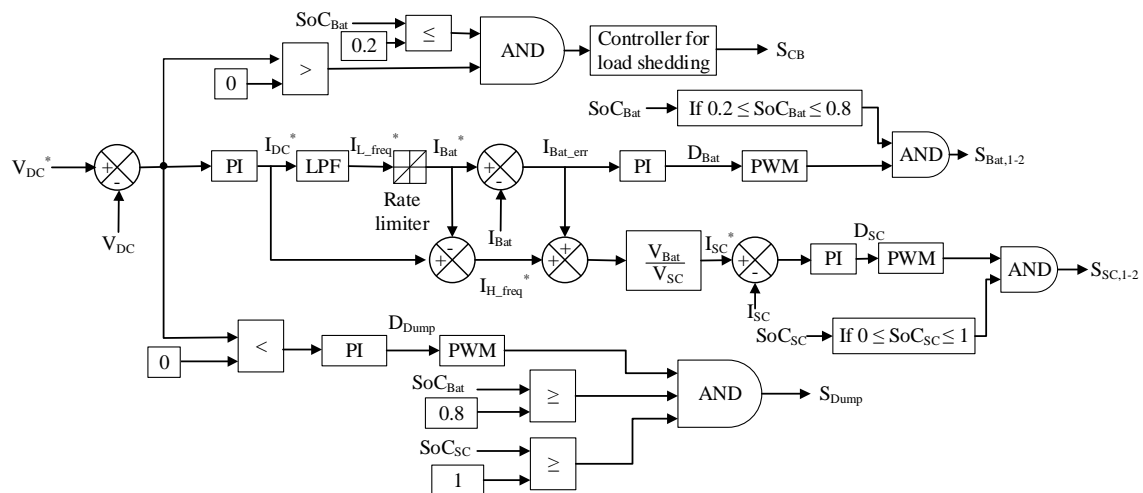 SoC_Bat
0.2
≤
AND
Controller for
load shedding
S_CB
0
>
SoC_Bat
If 0.2 ≤ SoC_Bat ≤ 0.8
V_DC*
+
-
V_DC
PI
I_DC*
LPF
I_L_freq*
Rate
limiter
I_Bat*
+
-
I_Bat
I_Bat_err
PI
D_Bat
PWM
AND
S_Bat,1-2
-
+
I_H_freq*
+
+
V_Bat
V_SC
I_SC*
+
-
I_SC
PI
D_SC
PWM
AND
S_SC,1-2
SoC_SC
If 0 ≤ SoC_SC ≤ 1
0
<
PI
D_Dump
PWM
AND
S_Dump
SoC_Bat
0.8
≥
SoC_SC
1
≥